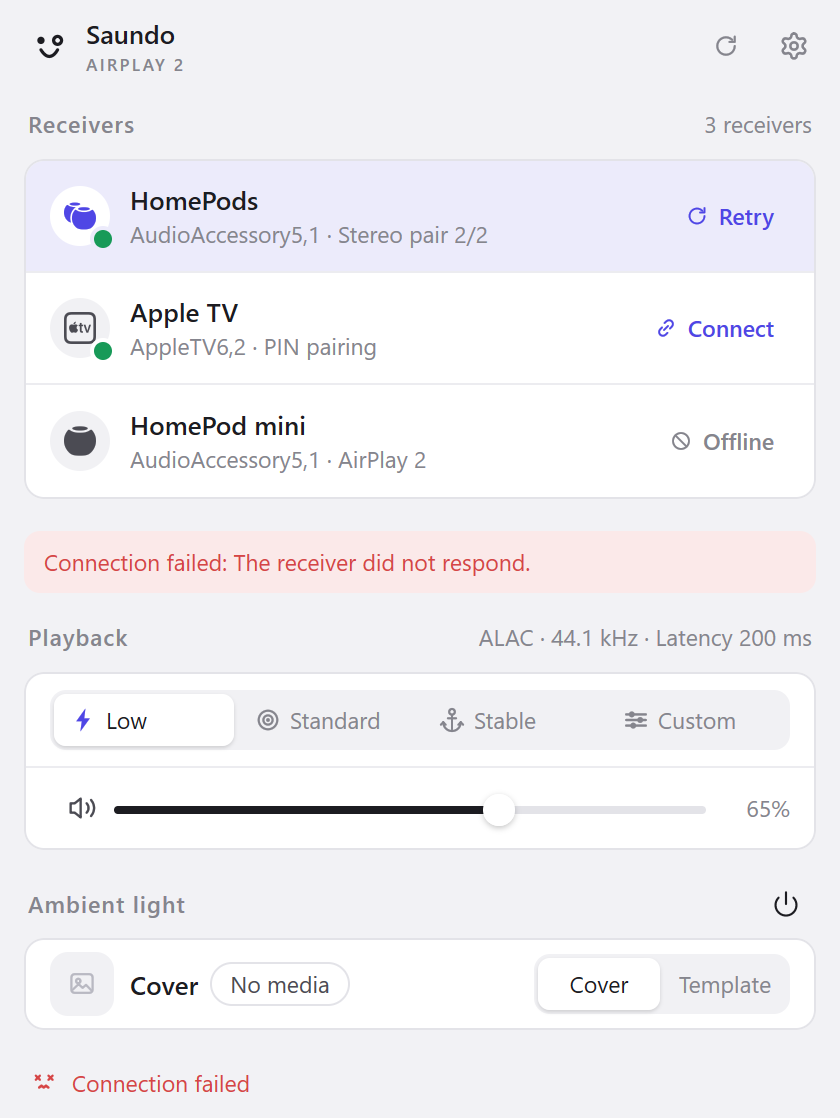 Saundo
AIRPLAY 2
Receivers
3 receivers
HomePods
AudioAccessory5,1 · Stereo pair 2/2
Retry
Apple TV
AppleTV6,2 · PIN pairing
Connect
tv
HomePod mini
AudioAccessory5,1 · AirPlay 2
Offline
Connection failed: The receiver did not respond.
Playback
ALAC · 44.1 kHz · Latency 200 ms
Low
Standard
Stable
Custom
65%
Ambient light
Cover
No media
Cover
Template
Connection failed